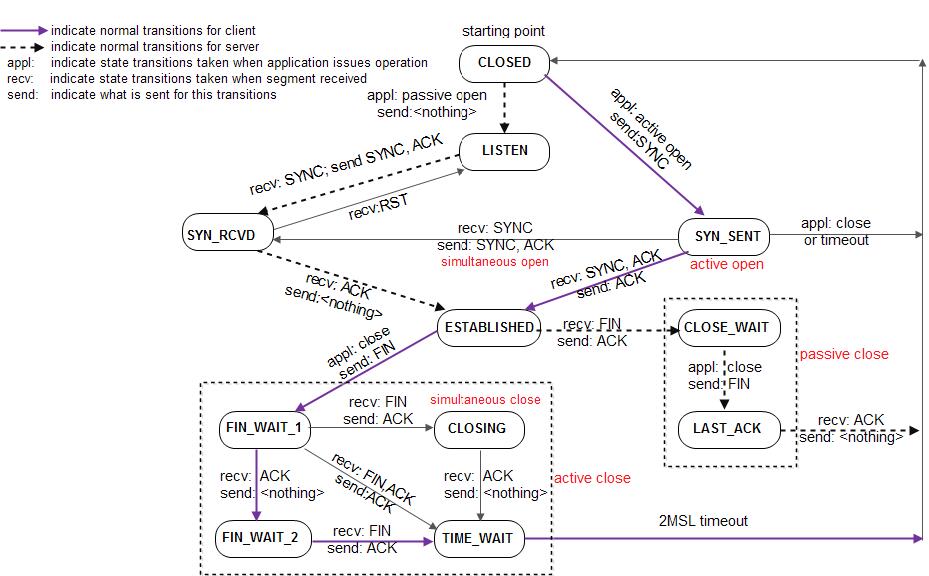 indicate normal transitions for client
indicate normal transitions for server
appl: indicate state transitions taken when application issues operation
recv: indicate state transitions taken when segment received
send: indicate what is sent for this transitions
starting point
CLOSED
appl: passive open
send:<nothing>
appl: active open
send:SYNC
LISTEN
recv: SYNC; send SYNC, ACK
recv:RST
SYN_RCVD
recv: SYNC
send: SYNC, ACK
simultaneous open
SYN_SENT
active open
appl: close
or timeout
recv: ACK
send:<nothing>
recv: SYNC, ACK
send: ACK
ESTABLISHED
recv: FIN
send: ACK
CLOSE_WAIT
passive close
appl: close
send: FIN
appl: close
send: FIN
LAST_ACK
recv: ACK
send: <nothing>
FIN_WAIT_1
recv: FIN
send: ACK
simultaneous close
CLOSING
recv: ACK
send: <nothing>
recv: FIN,ACK
send:ACK
recv: ACK
send: <nothing>
active close
FIN_WAIT_2
recv: FIN
send: ACK
TIME_WAIT
2MSL timeout